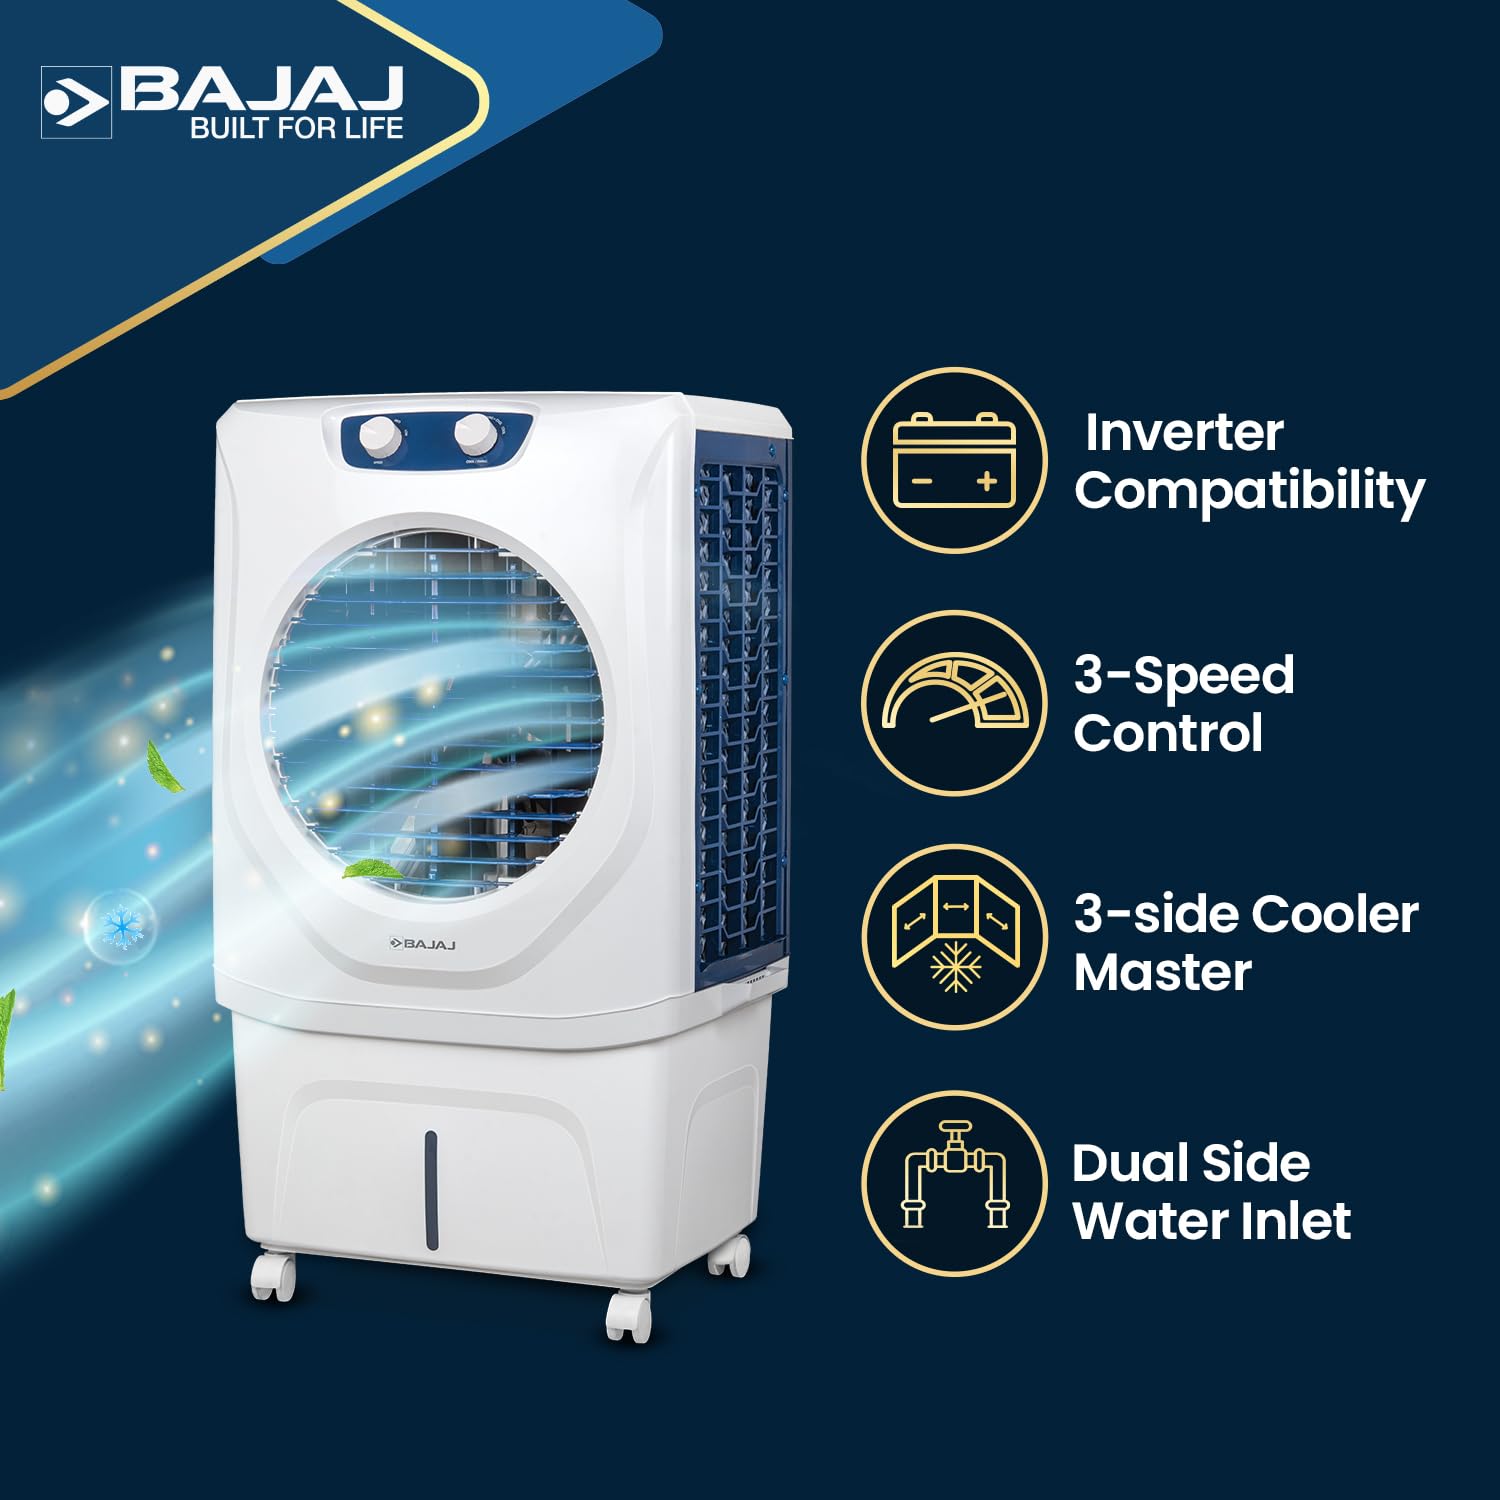 BAJAJ
BUILT FOR LIFE
Inverter
Compatibility
3-Speed
Control
3-side Cooler
Master
Dual Side
Water Inlet
BAJAJ